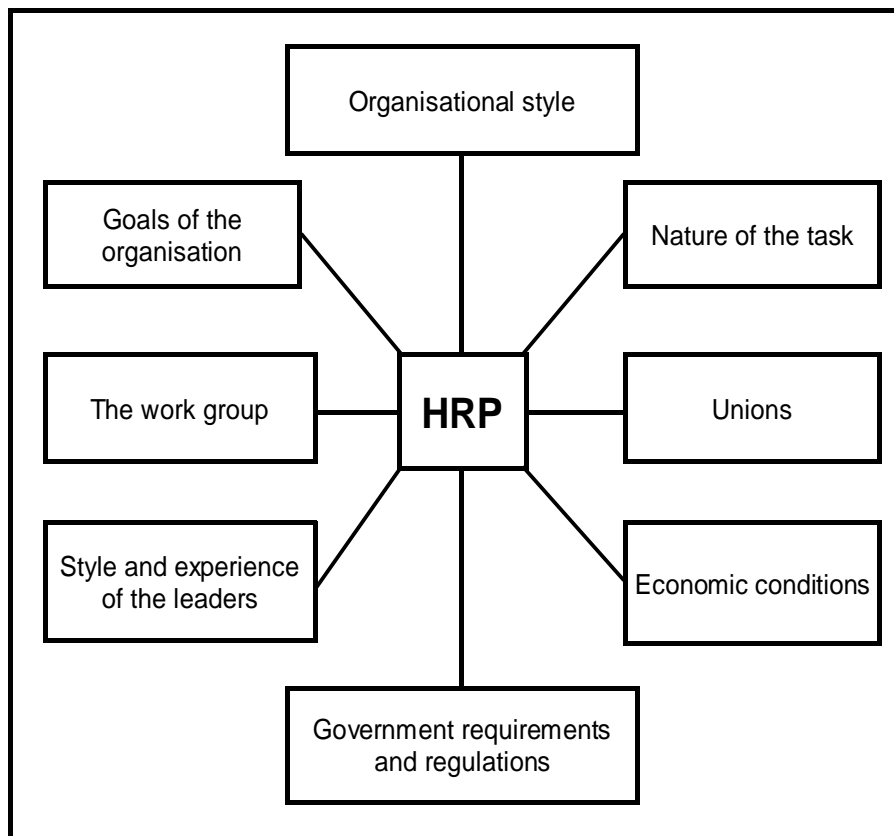 Organisational style
Goals of the
organisation
Nature of the task
The work group
HRP
Unions
Style and experience
of the leaders
Economic conditions
Government requirements
and regulations